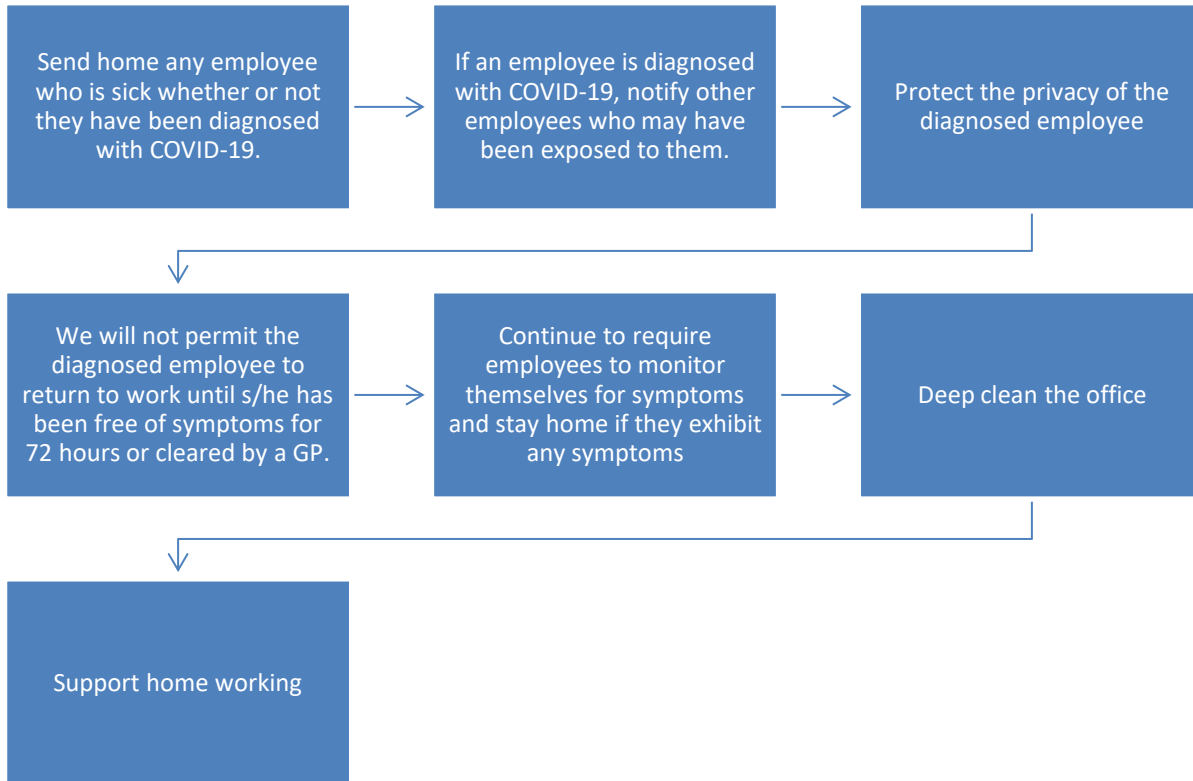 Send home any employee
who is sick whether or not
they have been diagnosed
with COVID-19.
If an employee is diagnosed
with COVID-19, notify other
employees who may have
been exposed to them.
Protect the privacy of the
diagnosed employee
We will not permit the
diagnosed employee to
return to work until s/he has
been free of symptoms for
72 hours or cleared by a GP.
Continue to require
employees to monitor
themselves for symptoms
and stay home if they exhibit
any symptoms
Deep clean the office
Support home working